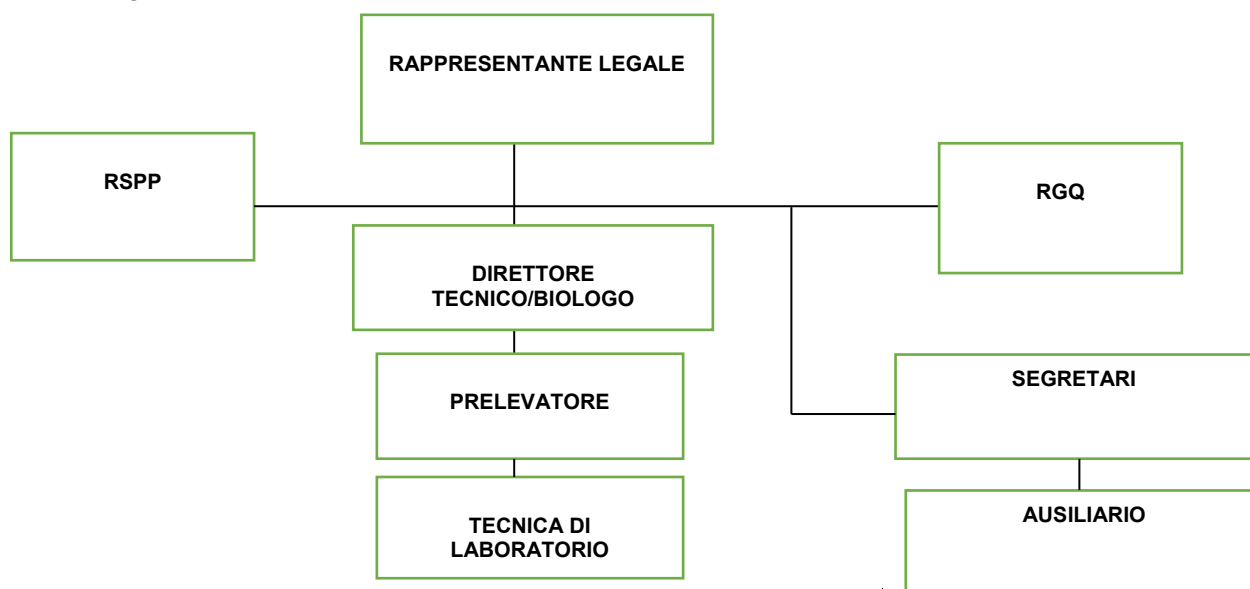 RAPPRESENTANTE LEGALE
RSPP
RGQ
DIRETTORE
TECNICO/BIOLOGO
PRELEVATORE
SEGRETARI
TECNICA DI
LABORATORIO
AUSILIARIO